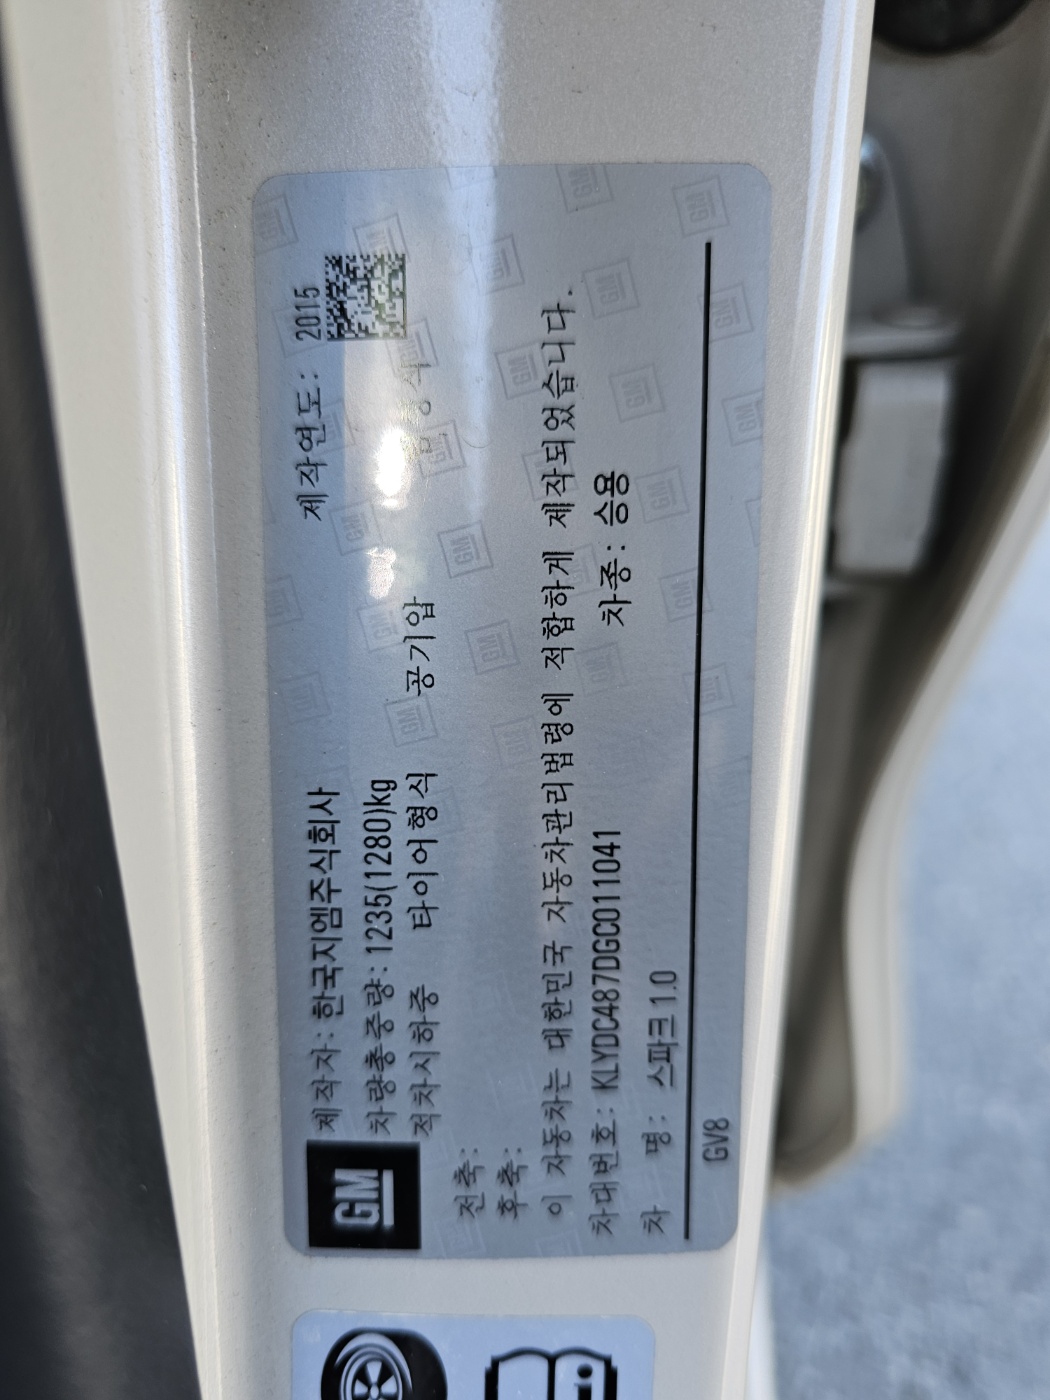 GM
제작자: 한국지엠주식회사 제작연도: 2015
차량총중량: 1235(1280)kg
적차시하중 타이어형식 공기압
전축:
후축:
이 자동차는 대한민국 자동차관리법령에 적합하게 제작되었습니다.
차대번호: KLYDC487DGC011041 차종: 승용
차 명: 스파크 1.0
GV8